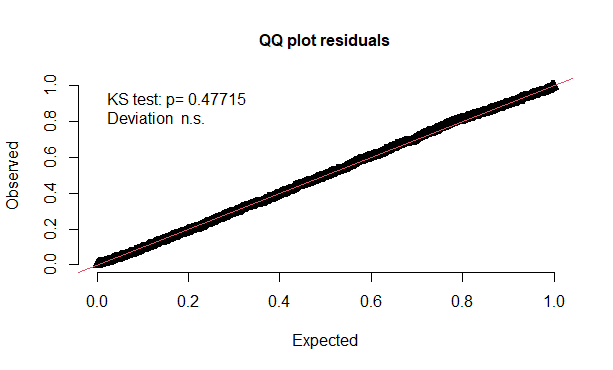 QQ plot residuals
KS test: p= 0.47715
Deviation n.s.
Observed
1.0
0.8
0.6
0.4
0.2
0.0
0.0 0.2 0.4 0.6 0.8 1.0
Expected